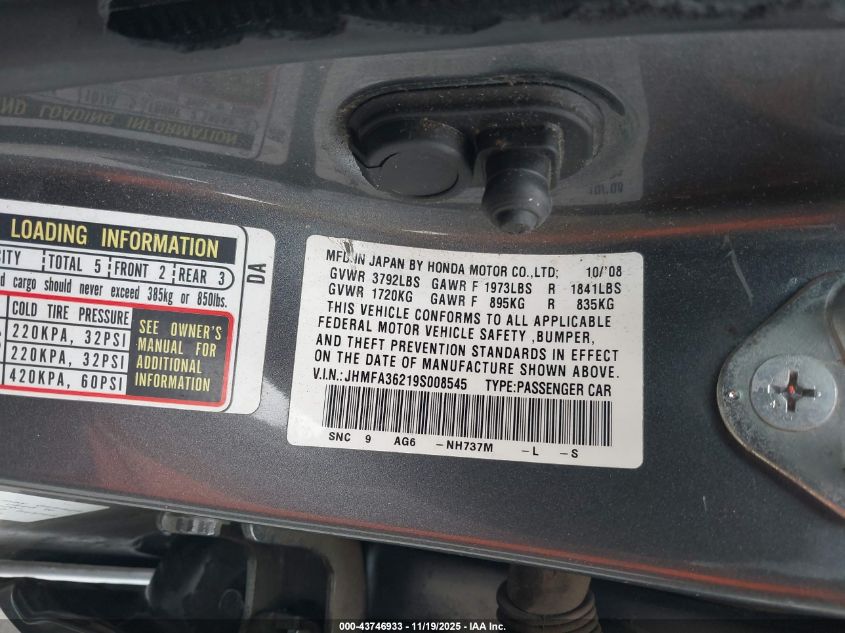 LOADING INFORMATION
CITY TOTAL 5 FRONT 2 REAR 3
d cargo should never exceed 385kg or 850lbs.
COLD TIRE PRESSURE
220KPA, 32PSI
220KPA, 32PSI
420KPA, 60PSI
SEE OWNER'S
MANUAL FOR
ADDITIONAL
INFORMATION
DA
MFD.IN JAPAN BY HONDA MOTOR CO.,LTD; 10/'08
GVWR 3792LBS GAWR F 1973LBS R 1841LBS
GVWR 1720KG GAWR F 895KG R 835KG
THIS VEHICLE CONFORMS TO ALL APPLICABLE
FEDERAL MOTOR VEHICLE SAFETY ,BUMPER,
AND THEFT PREVENTION STANDARDS IN EFFECT
ON THE DATE OF MANUFACTURE SHOWN ABOVE.
V.I.N.: JHMFA36219S008545 TYPE:PASSENGER CAR
SNC 9 AG6 -NH737M -L -S
000-43746933 - 11/19/2025 - IAA Inc.